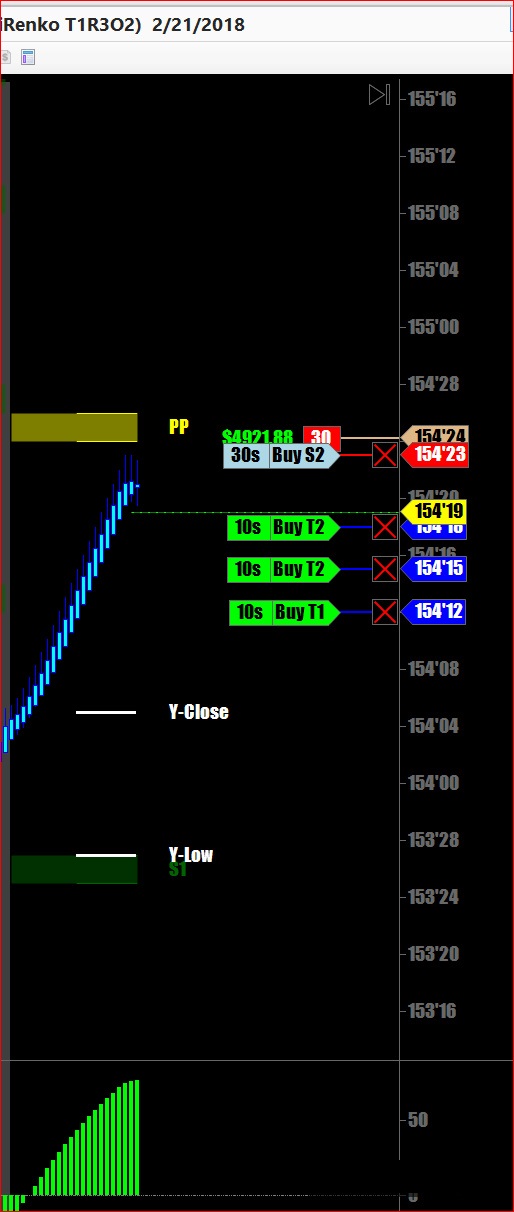 iRenko T1R3O2) 2/21/2018
155'16
155'12
155'08
155'04
155'00
154'28
PP
$4921.88 30 154'24
30s Buy S2 154'23
154'20
154'19
10s Buy T2 154'18
154'16
10s Buy T2 154'15
10s Buy T1 154'12
154'08
Y-Close
154'04
154'00
153'28
Y-Low
S1
153'24
153'20
153'16
50
0